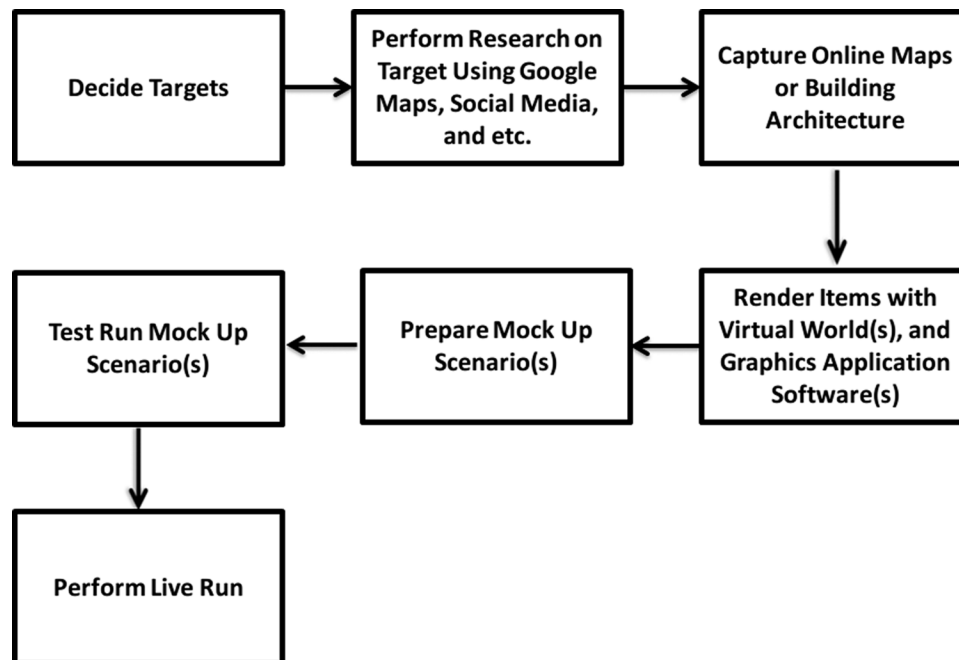 Decide Targets
Perform Research on
Target Using Google
Maps, Social Media,
and etc.
Capture Online Maps
or Building
Architecture
Render Items with
Virtual World(s), and
Graphics Application
Software(s)
Prepare Mock Up
Scenario(s)
Test Run Mock Up
Scenario(s)
Perform Live Run